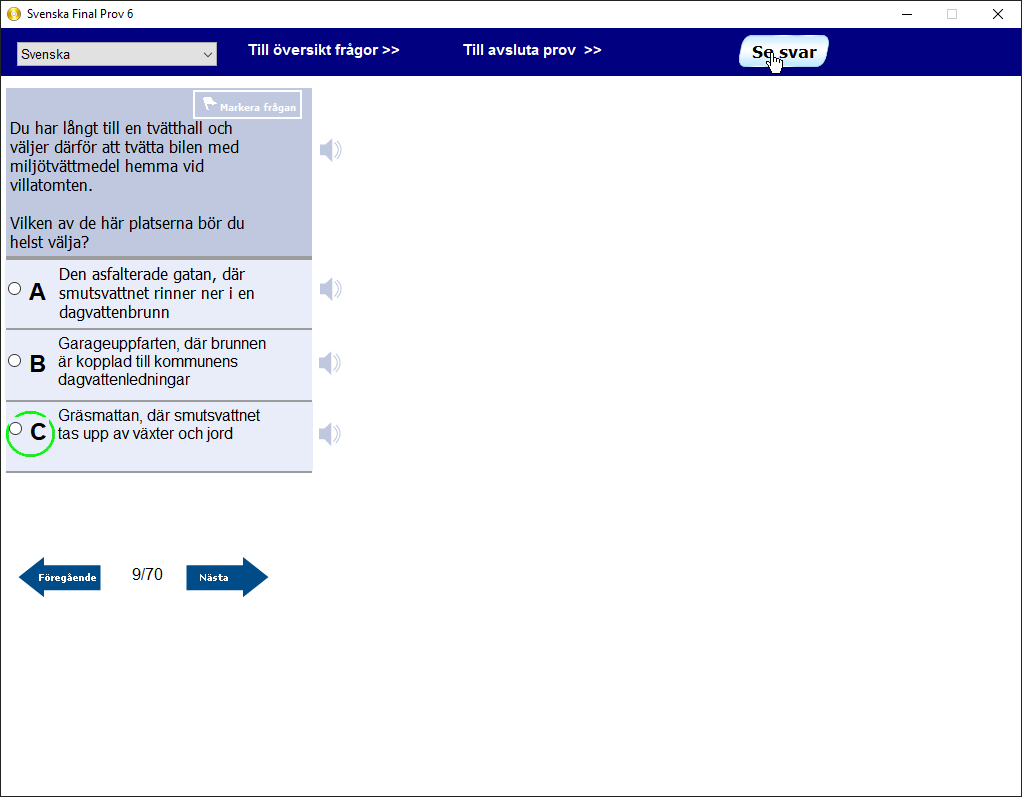 Svenska Final Prov 6
Svenska
Till översikt frågor >>
Till avsluta prov >>
Se svar
Markera frågan
Du har långt till en tvätthall och
väljer därför att tvätta bilen med
miljötvättmedel hemma vid
villatomten.
Vilken av de här platserna bör du
helst välja?
A
Den asfalterade gatan, där
smutsvattnet rinner ner i en
dagvattenbrunn
B
Garageuppfarten, där brunnen
är kopplad till kommunens
dagvattenledningar
C
Gräsmattan, där smutsvattnet
tas upp av växter och jord
Föregående
9/70
Nästa